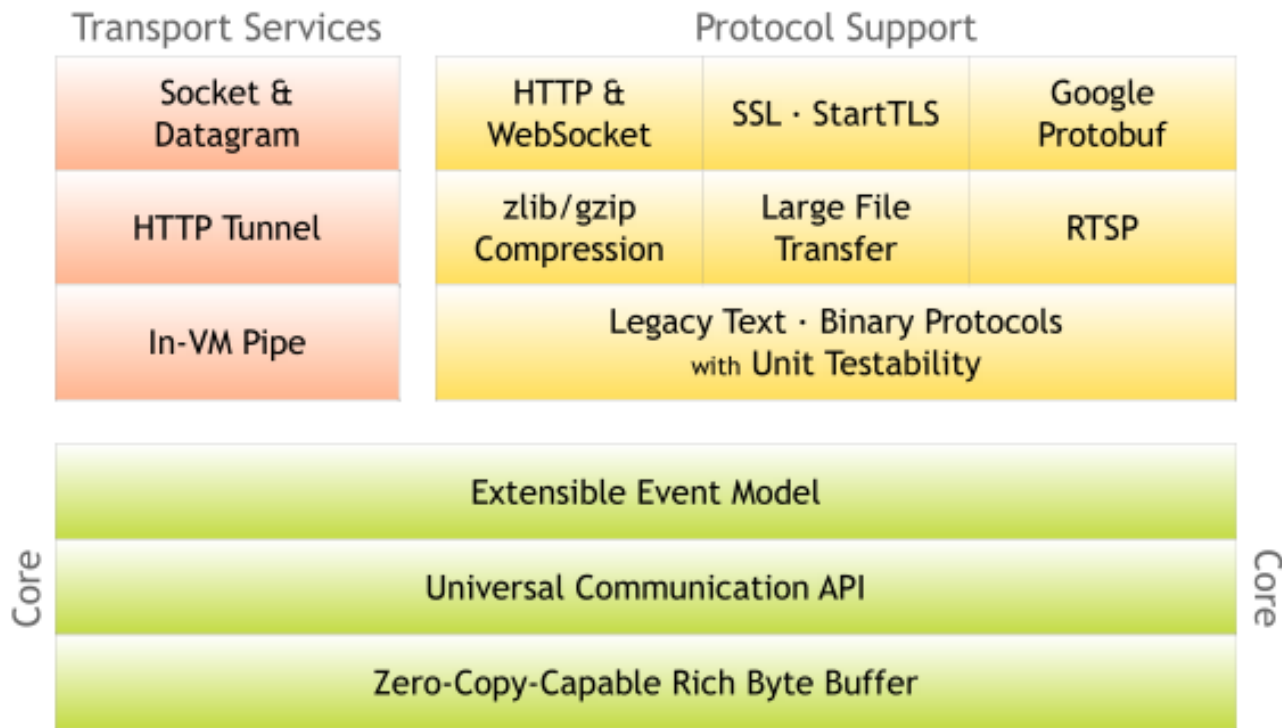 Transport Services
Protocol Support
Socket &
Datagram
HTTP Tunnel
In-VM Pipe
HTTP &
WebSocket
SSL · StartTLS
Google
Protobuf
zlib/gzip
Compression
Large File
Transfer
RTSP
Legacy Text · Binary Protocols
with Unit Testability
Core
Extensible Event Model
Universal Communication API
Zero-Copy-Capable Rich Byte Buffer
Core